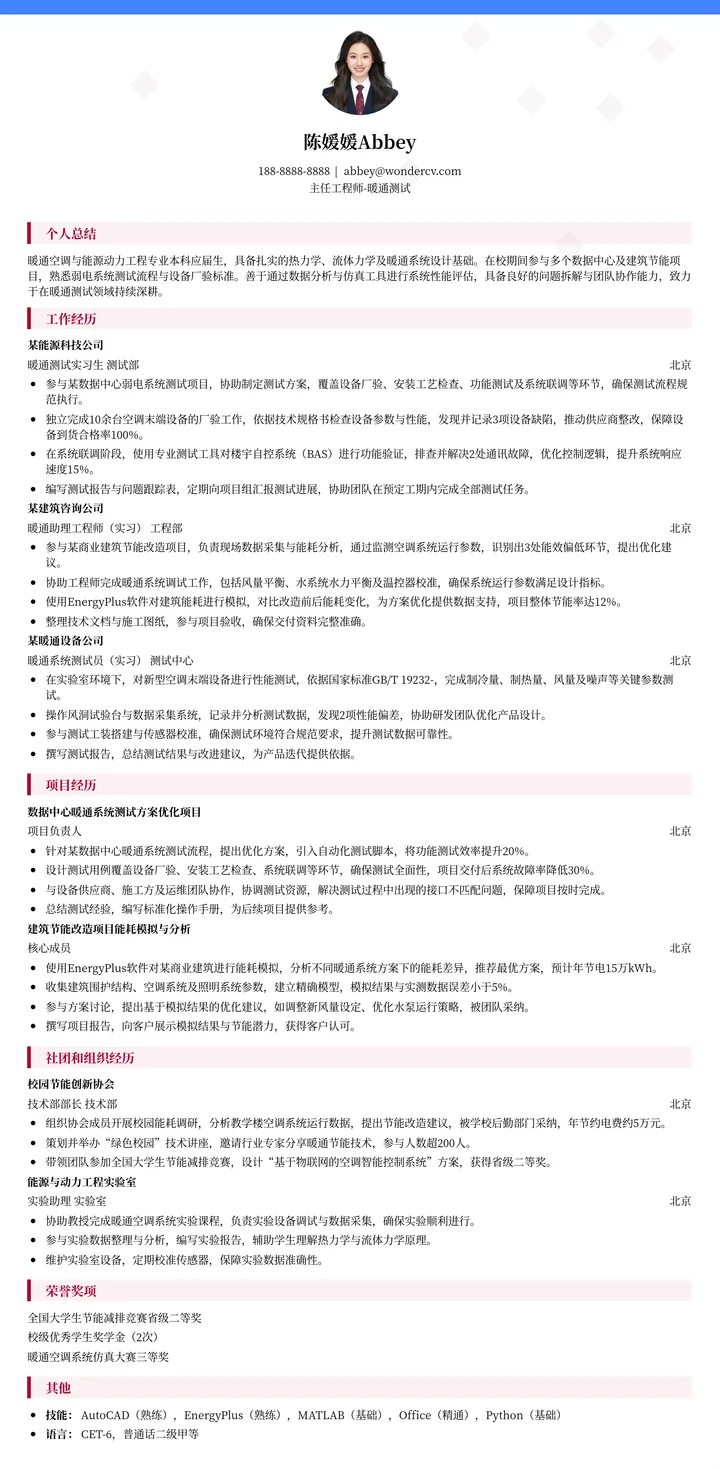 陈媛媛Abbey
188-8888-8888 | abbey@wondercv.com
主任工程师-暖通测试
个人总结
暖通空调与能源动力工程专业本科应届生，具备扎实的热力学、流体力学及暖通系统设计基础。在校期间参与多个数据中心及建筑节能项
目，熟悉弱电系统测试流程与设备厂验标准。善于通过数据分析与仿真工具进行系统性能评估，具备良好的问题拆解与团队协作能力，致力
于在暖通测试领域持续深耕。
工作经历
某能源科技公司
暖通测试实习生 测试部 北京
• 参与某数据中心弱电系统测试项目，协助制定测试方案，覆盖设备厂验、安装工艺检查、功能测试及系统联调等环节，确保测试流程规
范执行。
• 独立完成10余台空调末端设备的厂验工作，依据技术规格书检查设备参数与性能，发现并记录3项设备缺陷，推动供应商整改，保障设
备到货合格率100%。
• 在系统联调阶段，使用专业测试工具对楼宇自控系统（BAS）进行功能验证，排查并解决2处通讯故障，优化控制逻辑，提升系统响应
速度15%。
• 编写测试报告与问题跟踪表，定期向项目组汇报测试进展，协助团队在预定工期内完成全部测试任务。
某建筑咨询公司
暖通助理工程师（实习） 工程部 北京
• 参与某商业建筑节能改造项目，负责现场数据采集与能耗分析，通过监测空调系统运行参数，识别出3处能效偏低环节，提出优化建
议。
• 协助工程师完成暖通系统调试工作，包括风量平衡、水系统水力平衡及温控器校准，确保系统运行参数满足设计指标。
• 使用EnergyPlus软件对建筑能耗进行模拟，对比改造前后能耗变化，为方案优化提供数据支持，项目整体节能率达12%。
• 整理技术文档与施工图纸，参与项目验收，确保交付资料完整准确。
某暖通设备公司
暖通系统测试员（实习） 测试中心 北京
• 在实验室环境下，对新型空调末端设备进行性能测试，依据国家标准GB/T 19232-，完成制冷量、制热量、风量及噪声等关键参数测
试。
• 操作风洞试验台与数据采集系统，记录并分析测试数据，发现2项性能偏差，协助研发团队优化产品设计。
• 参与测试工装搭建与传感器校准，确保测试环境符合规范要求，提升测试数据可靠性。
• 撰写测试报告，总结测试结果与改进建议，为产品迭代提供依据。
项目经历
数据中心暖通系统测试方案优化项目
项目负责人 北京
• 针对某数据中心暖通系统测试流程，提出优化方案，引入自动化测试脚本，将功能测试效率提升20%。
• 设计测试用例覆盖设备厂验、安装工艺检查、系统联调等环节，确保测试全面性，项目交付后系统故障率降低30%。
• 与设备供应商、施工方及运维团队协作，协调测试资源，解决测试过程中出现的接口不匹配问题，保障项目按时完成。
• 总结测试经验，编写标准化操作手册，为后续项目提供参考。
建筑节能改造项目能耗模拟与分析
核心成员 北京
• 使用EnergyPlus软件对某商业建筑进行能耗模拟，分析不同暖通系统方案下的能耗差异，推荐最优方案，预计年节电15万kWh。
• 收集建筑围护结构、空调系统及照明系统参数，建立精确模型，模拟结果与实测数据误差小于5%。
• 参与方案讨论，提出基于模拟结果的优化建议，如调整新风量设定、优化水泵运行策略，被团队采纳。
• 撰写项目报告，向客户展示模拟结果与节能潜力，获得客户认可。
社团和组织经历
校园节能创新协会
技术部部长 技术部 北京
• 组织协会成员开展校园能耗调研，分析教学楼空调系统运行数据，提出节能改造建议，被学校后勤部门采纳，年节约电费约5万元。
• 策划并举办“绿色校园”技术讲座，邀请行业专家分享暖通节能技术，参与人数超200人。
• 带领团队参加全国大学生节能减排竞赛，设计“基于物联网的空调智能控制系统”方案，获得省级二等奖。
能源与动力工程实验室
实验助理 实验室 北京
• 协助教授完成暖通空调系统实验课程，负责实验设备调试与数据采集，确保实验顺利进行。
• 参与实验数据整理与分析，编写实验报告，辅助学生理解热力学与流体力学原理。
• 维护实验室设备，定期校准传感器，保障实验数据准确性。
荣誉奖项
全国大学生节能减排竞赛省级二等奖
校级优秀学生奖学金（2次）
暖通空调系统仿真大赛三等奖
其他
• 技能： AutoCAD（熟练），EnergyPlus（熟练），MATLAB（基础），Office（精通），Python（基础）
• 语言： CET-6，普通话二级甲等